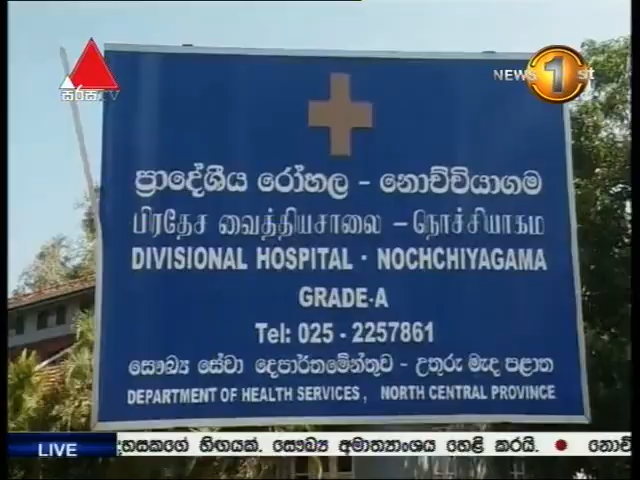 සිරස TV
NEWS 1st
ප්‍රාදේශීය රෝහල - නොච්චියාගම
பிரதேச வைத்தியசாலை - நொச்சியாகம
DIVISIONAL HOSPITAL - NOCHCHIYAGAMA
GRADE-A
Tel: 025 - 2257861
සෞඛ්‍ය සේවා දෙපාර්තමේන්තුව - උතුරු මැද පළාත
DEPARTMENT OF HEALTH SERVICES, NORTH CENTRAL PROVINCE
LIVE
හිඟයක්. සෞඛ්‍ය අමාත්‍යාංශය හෙළි කරයි.